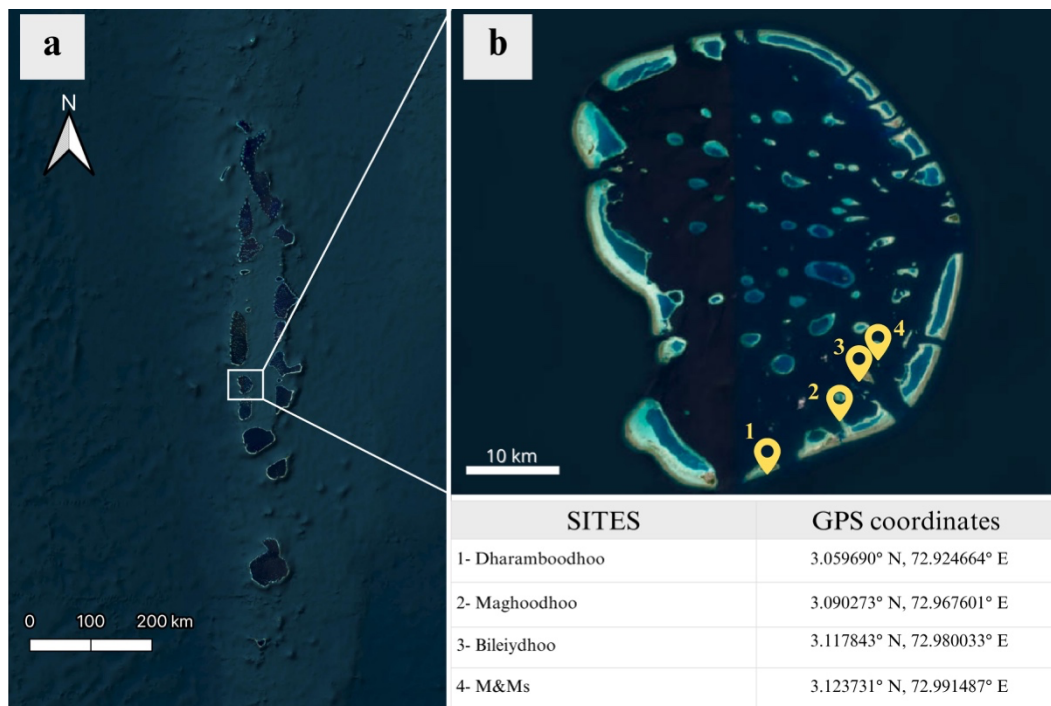 a
N
0 100 200 km
b
4
3
2
1
10 km
SITES GPS coordinates
1- Dharamboodhoo 3.059690° N, 72.924664° E
2- Maghoodhoo 3.090273° N, 72.967601° E
3- Bileiydhoo 3.117843° N, 72.980033° E
4- M&Ms 3.123731° N, 72.991487° E